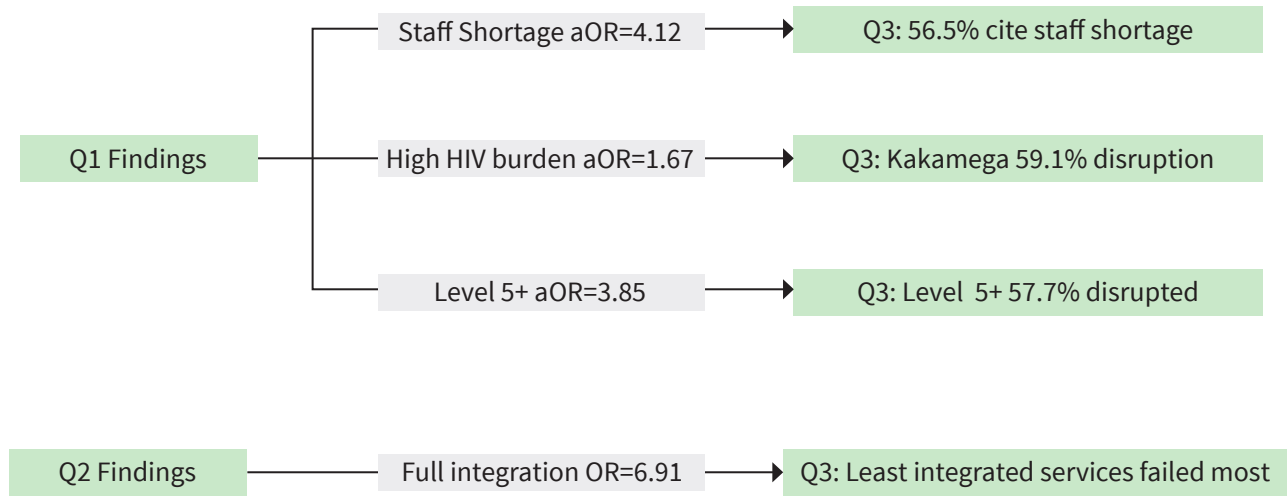 Staff Shortage aOR=4.12
Q3: 56.5% cite staff shortage
Q1 Findings
High HIV burden aOR=1.67
Q3: Kakamega 59.1% disruption
Level 5+ aOR=3.85
Q3: Level 5+ 57.7% disrupted
Q2 Findings
Full integration OR=6.91
Q3: Least integrated services failed most